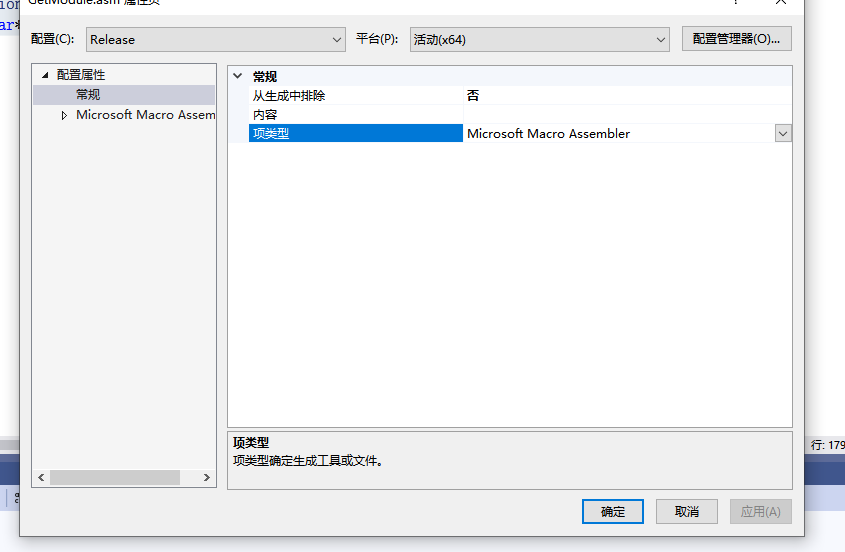 GetModule.asm 属性页
ion
ar*
配置(C):
Release
平台(P):
活动(x64)
配置管理器(O)...
配置属性
常规
Microsoft Macro Assem
常规
从生成中排除
否
内容
项类型
Microsoft Macro Assembler
项类型
项类型确定生成工具或文件。
行: 179
确定
取消
应用(A)